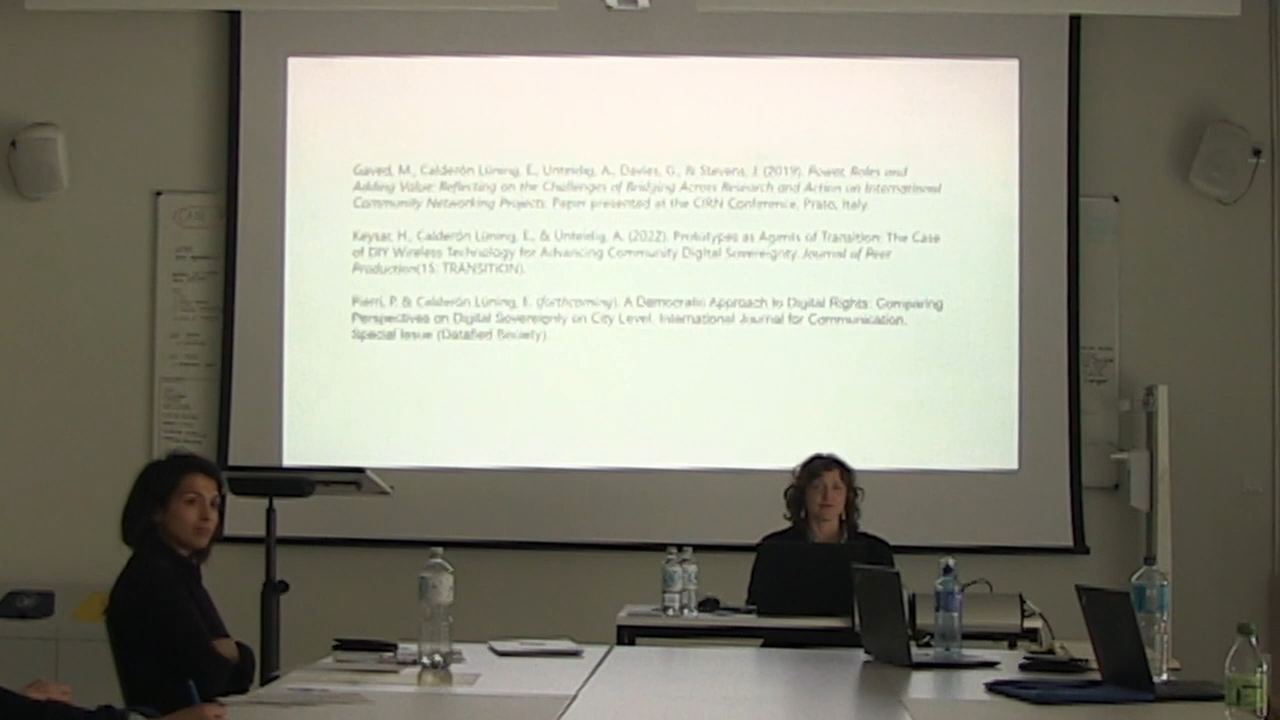 Gaved, M., Calderón Lüning, E., Unteidig, A., Davies, G., & Stevens, J. (2019). Power, Roles and
Adding Value: Reflecting on the Challenges of Bridging Across Research and Action on International
Community Networking Projects. Paper presented at the CIRN Conference, Prato, Italy.
Keysar, H., Calderón Lüning, E., & Unteidig, A. (2022). Prototypes as Agents of Transition: The Case
of DIY Wireless Technology for Advancing Community Digital Sovereignty. Journal of Peer
Production(15: TRANSITION).
Pierri, P. & Calderón Lüning, E. (forthcoming). A Democratic Approach to Digital Rights: Comparing
Perspectives on Digital Sovereignty on City Level. International Journal for Communication.
Special Issue (Datafied Society).